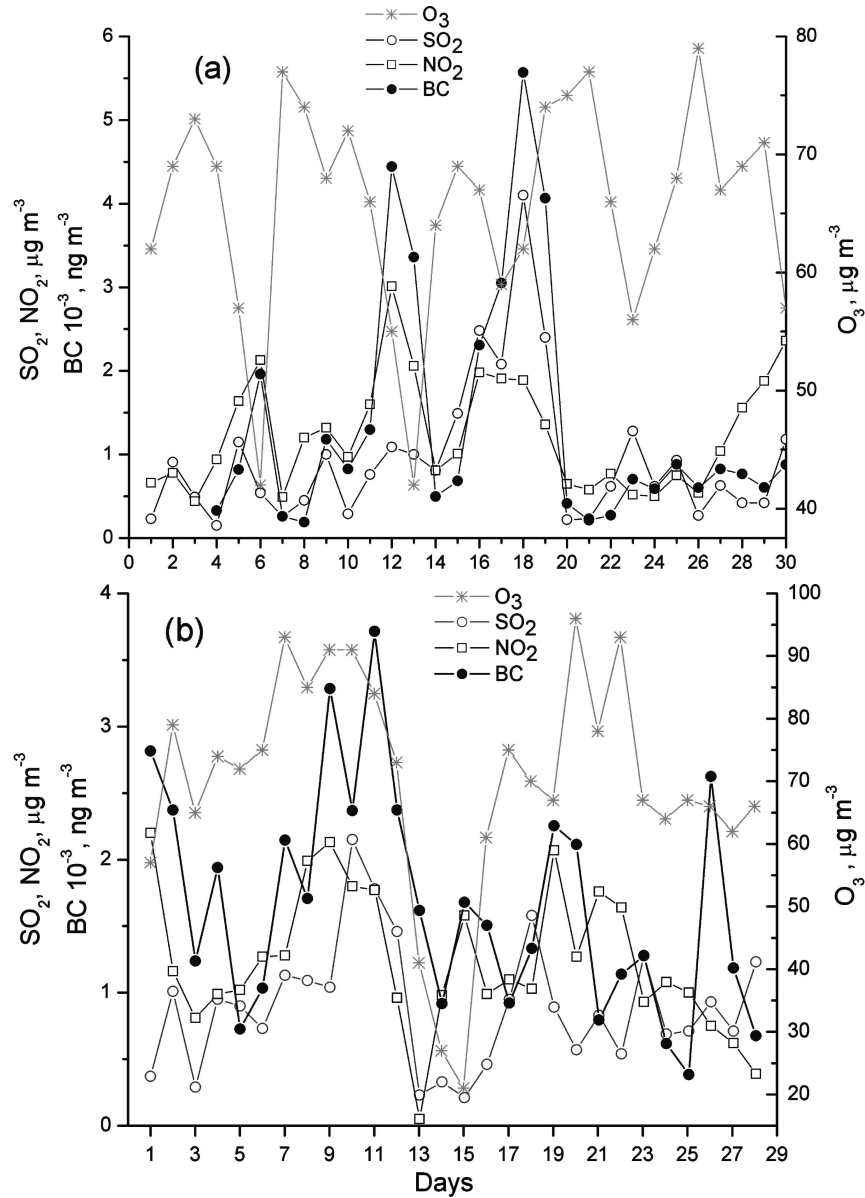 (a)
O3
SO2
NO2
BC
SO2, NO2, μg m-3
BC 10-3, ng m-3
6
5
4
3
2
1
0
O3 , μg m-3
80
70
60
50
40
0 2 4 6 8 10 12 14 16 18 20 22 24 26 28 30
(b)
O3
SO2
NO2
BC
SO2, NO2, μg m-3
BC 10-3, ng m-3
4
3
2
1
0
O3 , μg m-3
100
90
80
70
60
50
40
30
20
1 3 5 7 9 11 13 15 17 19 21 23 25 27 29
Days